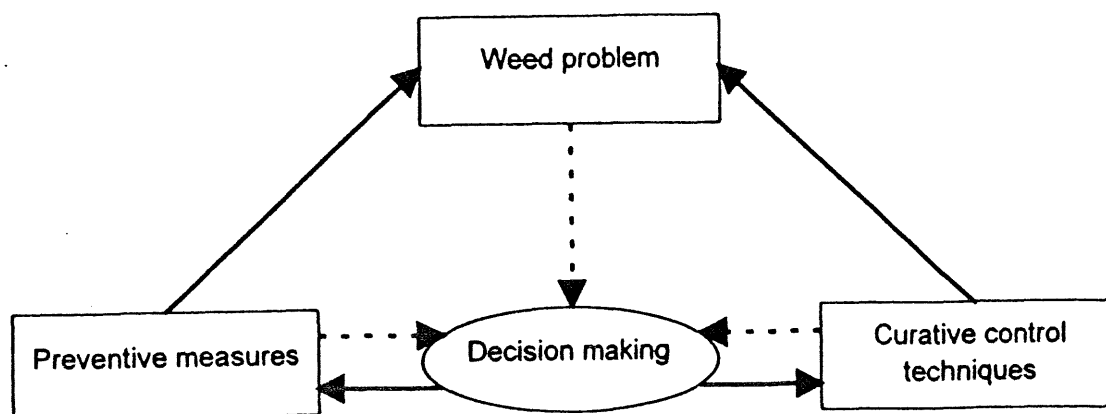 Weed problem
Preventive measures
Decision making
Curative control
techniques